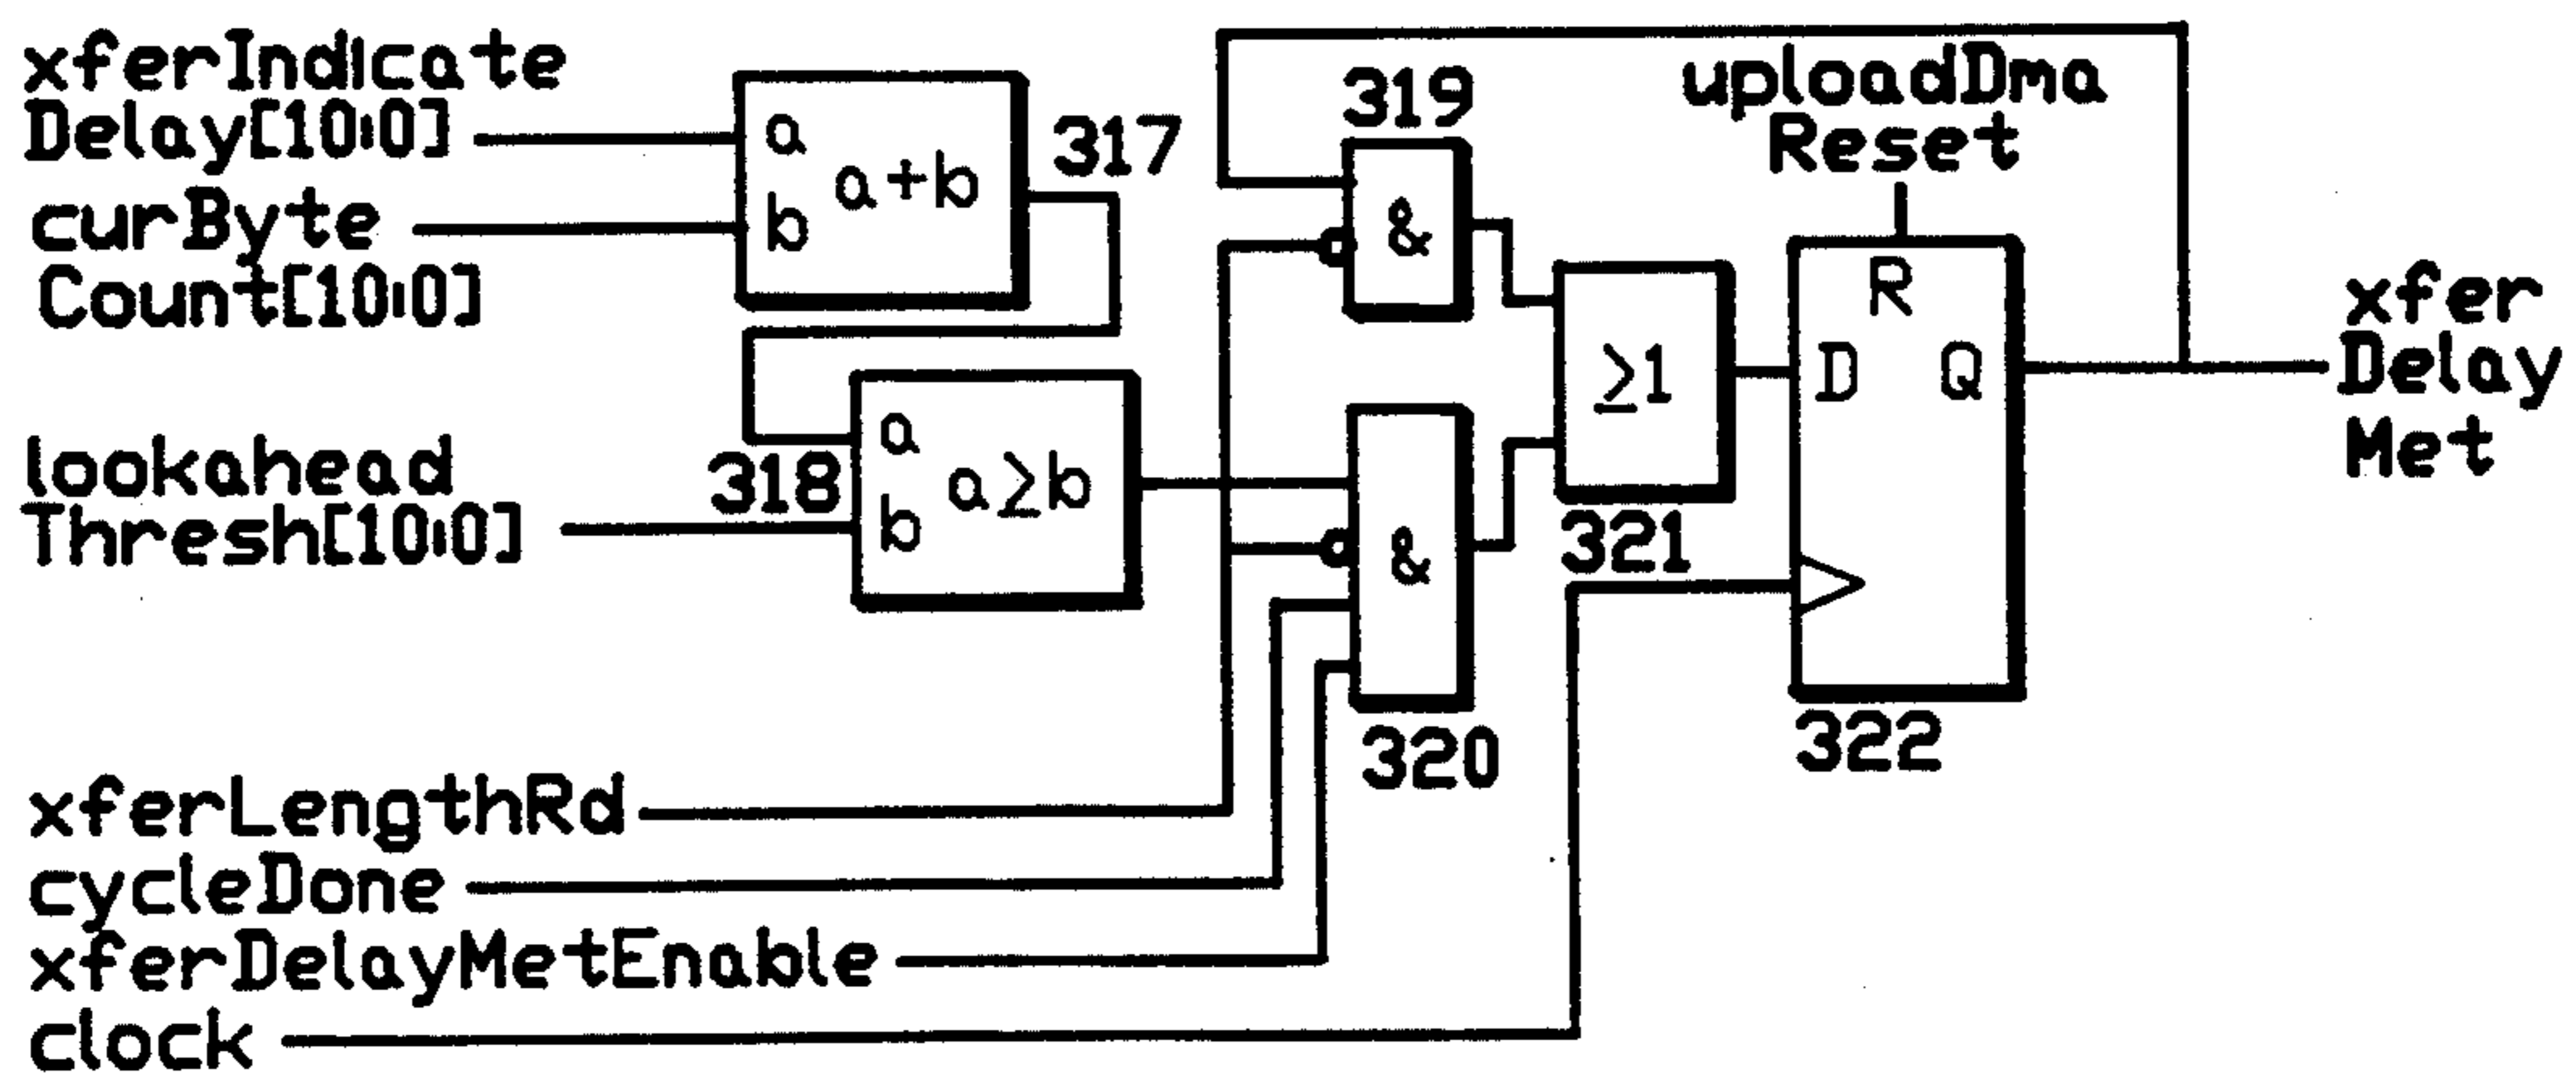 xferIndicate
Delay[10:0]
curByte
Count[10:0]
lookahead
Thresh[10:0]
xferLengthRd
cycleDone
xferDelayMetEnable
clock
a
b
a+b
317
318
a
b
a≥b
319
&
&
320
≥1
321
uploadDma
Reset
R
D Q
322
xfer
Delay
Met